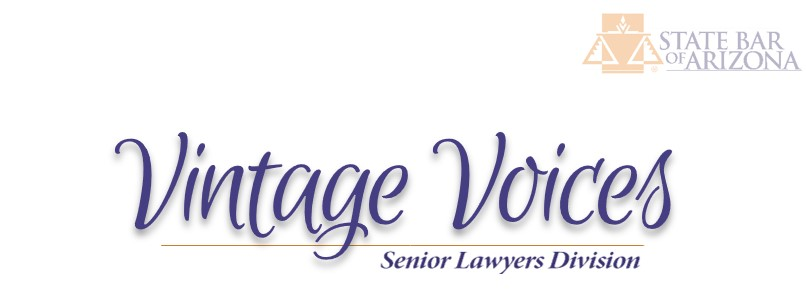 STATE BAR
OF ARIZONA
Vintage Voices
Senior Lawyers Division